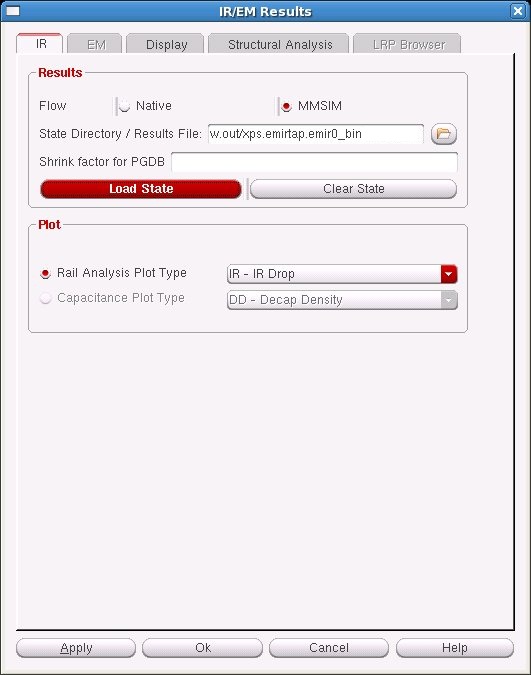 IR/EM Results
IR EM Display Structural Analysis LRP Browser
Results
Flow Native MMSIM
State Directory / Results File: w.out/xps.emirtap.emir0_bin
Shrink factor for PGDB
Load State Clear State
Plot
Rail Analysis Plot Type IR - IR Drop
Capacitance Plot Type DD - Decap Density
Apply Ok Cancel Help